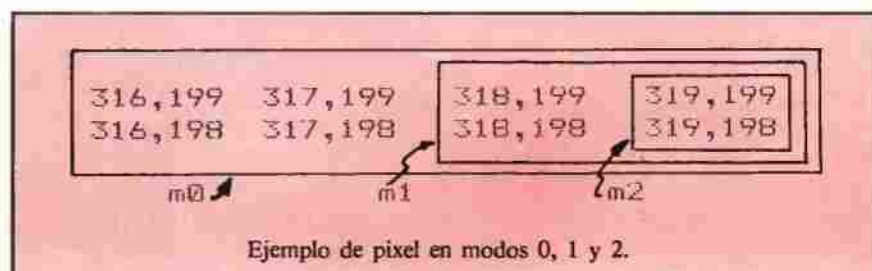 316,199 317,199 318,199 319,199
316,198 317,198 318,198 319,198
m0 m1 m2
Ejemplo de pixel en modos 0, 1 y 2.